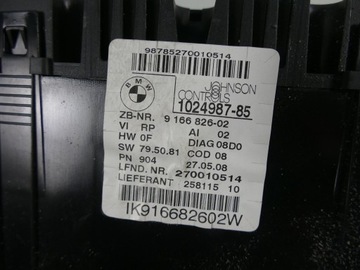 98785270010514
BMW
JOHNSON
CONTROLS
1024987-85
ZB-NR. 9 166 826-02
VI RP AI 02
HW 0F DIAG 08D0
SW 79.50.81 COD 08
PN 904 27.05.08
LFND. NR. 270010514
LIEFERANT 258115 10
IK916682602W